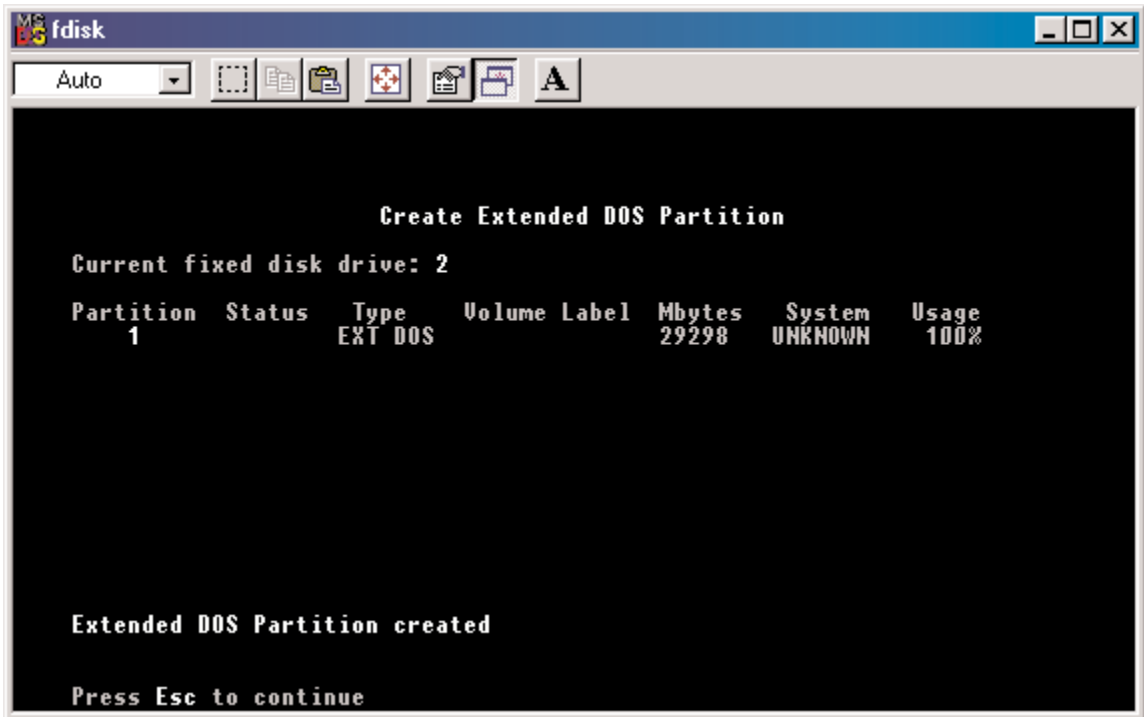 fdisk
Auto
A
Create Extended DOS Partition
Current fixed disk drive: 2
Partition Status Type Volume Label Mbytes System Usage
1 EXT DOS 29298 UNKNOWN 100%
Extended DOS Partition created
Press Esc to continue